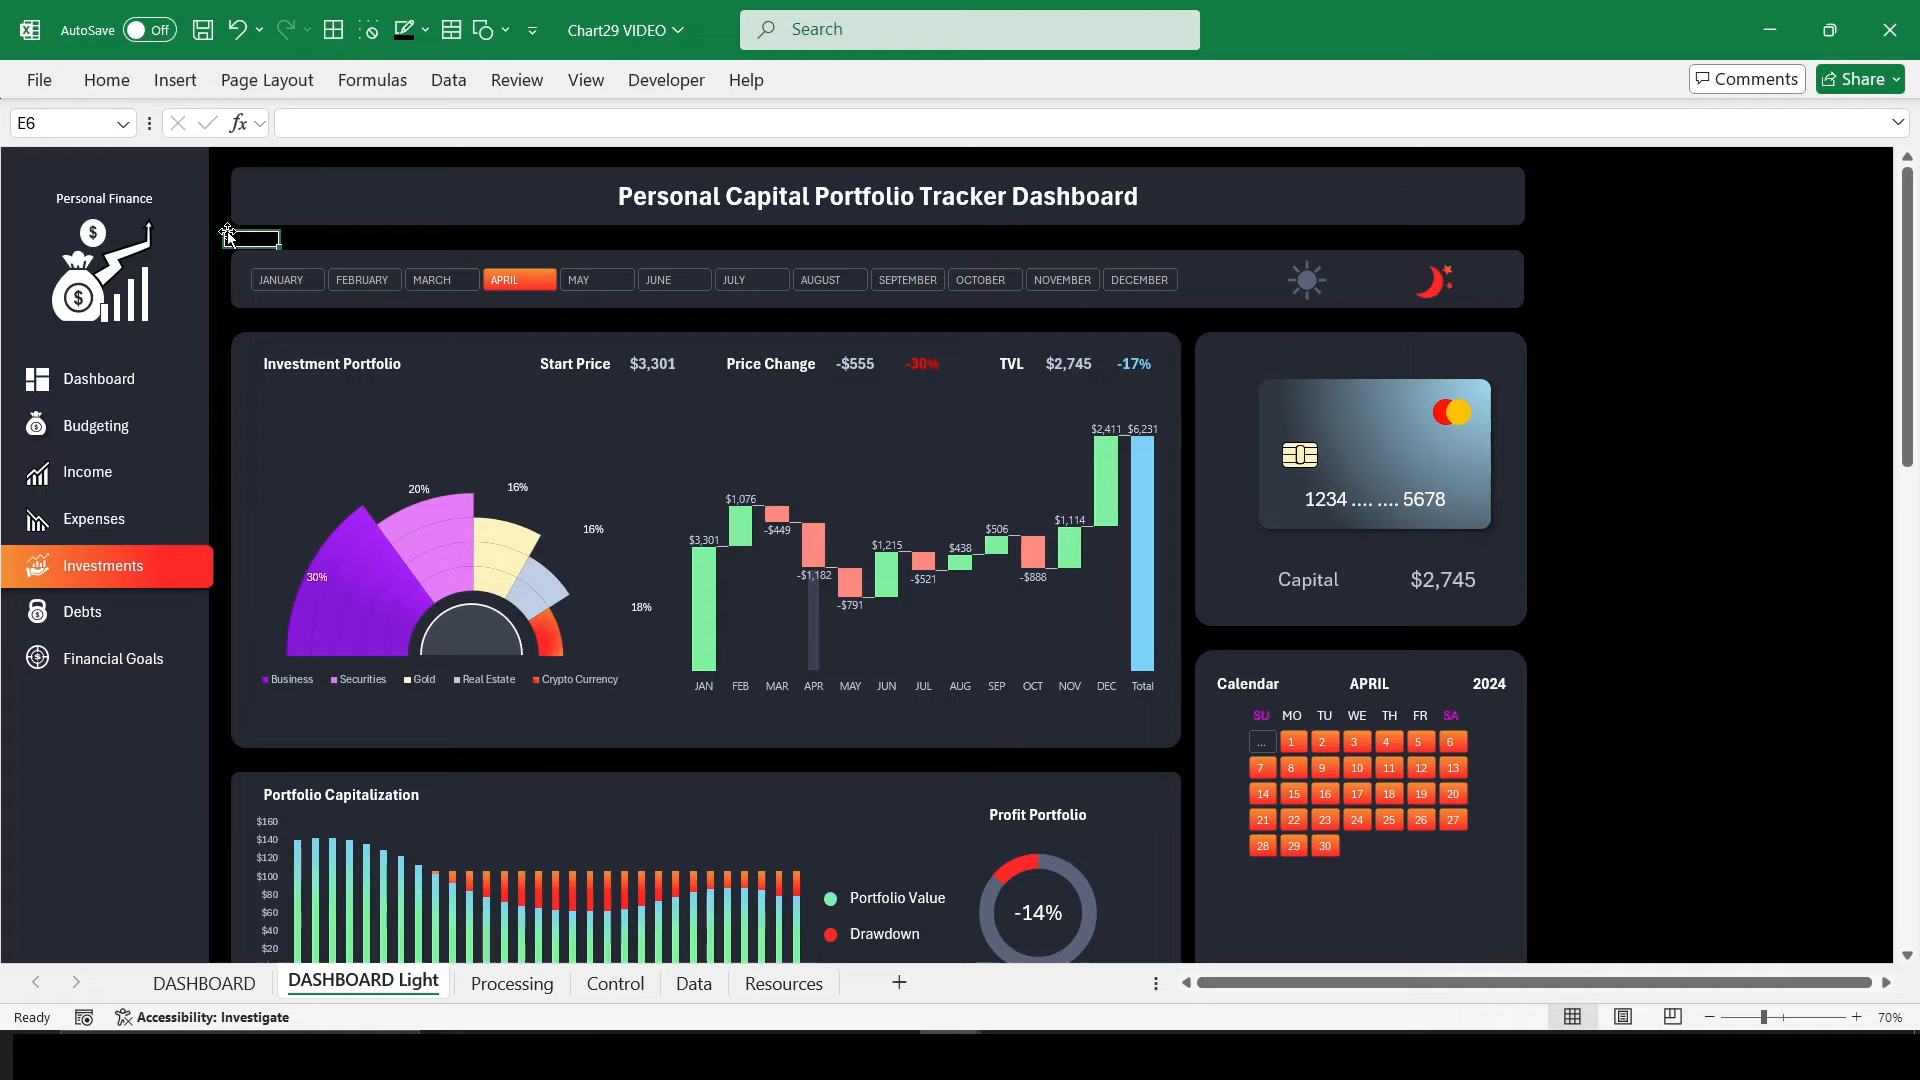 AutoSave Off Chart29 VIDEO Search
File Home Insert Page Layout Formulas Data Review View Developer Help Comments Share
E6 fx
Personal Finance
Dashboard
Budgeting
Income
Expenses
Investments
Debts
Financial Goals
Personal Capital Portfolio Tracker Dashboard
JANUARY FEBRUARY MARCH APRIL MAY JUNE JULY AUGUST SEPTEMBER OCTOBER NOVEMBER DECEMBER
Investment Portfolio Start Price $3,301 Price Change -$555 -30% TVL $2,745 -17%
30% 20% 16% 16% 18%
Business Securities Gold Real Estate Crypto Currency
$3,301 $1,076 -$449 -$1,182 -$791 $1,215 -$521 $438 $506 -$888 $1,114 $2,411 $6,231
JAN FEB MAR APR MAY JUN JUL AUG SEP OCT NOV DEC Total
1234 .... .... 5678
Capital $2,745
Calendar APRIL 2024
SU MO TU WE TH FR SA
... 1 2 3 4 5 6
7 8 9 10 11 12 13
14 15 16 17 18 19 20
21 22 23 24 25 26 27
28 29 30
Portfolio Capitalization
$160
$140
$120
$100
$80
$60
$40
$20
Portfolio Value
Drawdown
Profit Portfolio
-14%
DASHBOARD DASHBOARD Light Processing Control Data Resources
Ready Accessibility: Investigate 70%